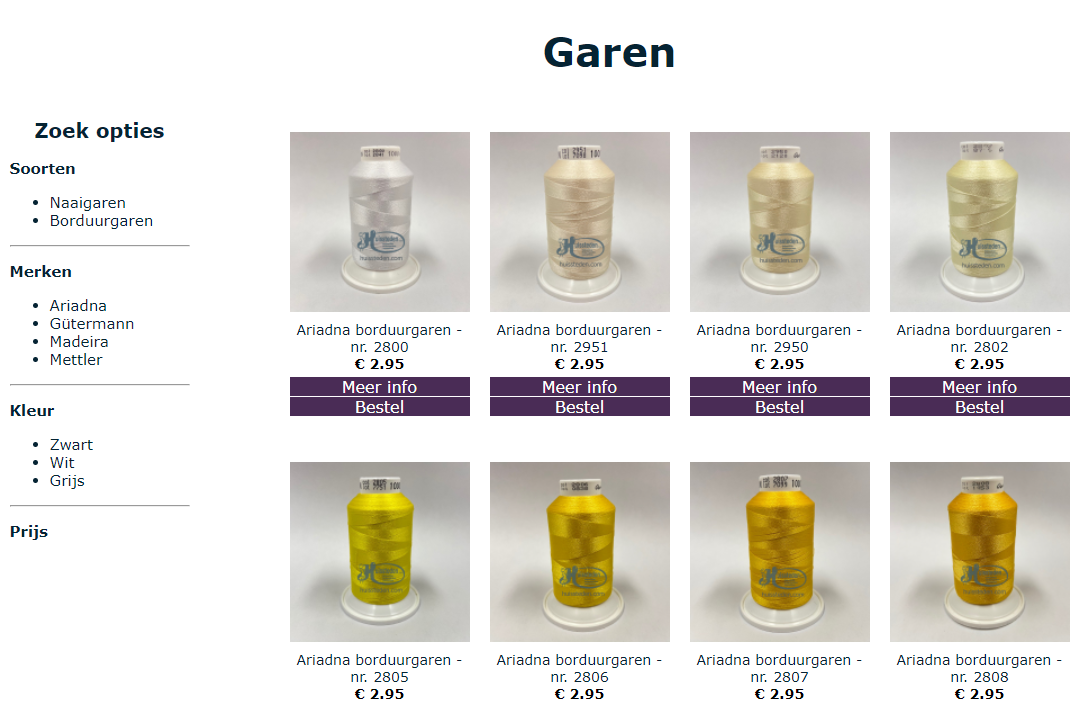 Garen
Zoek opties
Soorten
Naaigaren
Borduurgaren
Merken
Ariadna
Gütermann
Madeira
Mettler
Kleur
Zwart
Wit
Grijs
Prijs
Ariadna borduurgaren -
nr. 2800
€ 2.95
Meer info
Bestel
Ariadna borduurgaren -
nr. 2951
€ 2.95
Meer info
Bestel
Ariadna borduurgaren -
nr. 2950
€ 2.95
Meer info
Bestel
Ariadna borduurgaren -
nr. 2802
€ 2.95
Meer info
Bestel
Ariadna borduurgaren -
nr. 2805
€ 2.95
Ariadna borduurgaren -
nr. 2806
€ 2.95
Ariadna borduurgaren -
nr. 2807
€ 2.95
Ariadna borduurgaren -
nr. 2808
€ 2.95